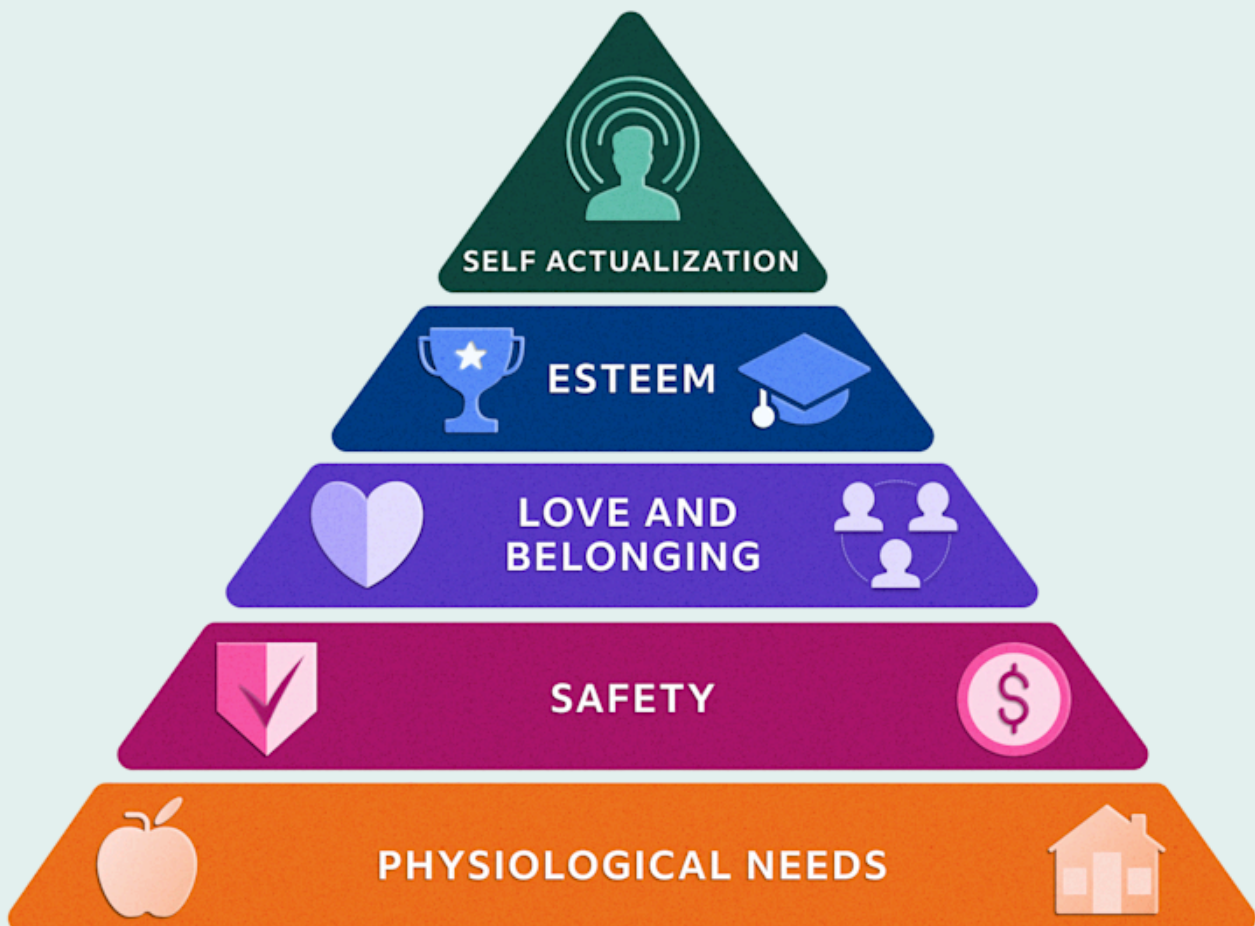 SELF ACTUALIZATION
ESTEEM
LOVE AND
BELONGING
SAFETY
$
PHYSIOLOGICAL NEEDS